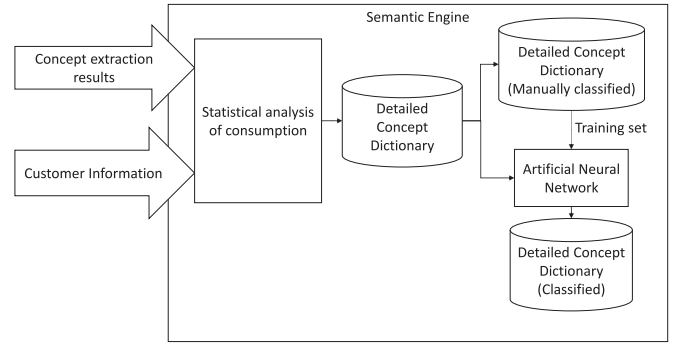 Semantic Engine
Concept extraction
results
Customer Information
Statistical analysis
of consumption
Detailed
Concept
Dictionary
Detailed Concept
Dictionary
(Manually classified)
Training set
Artificial Neural
Network
Detailed Concept
Dictionary
(Classified)